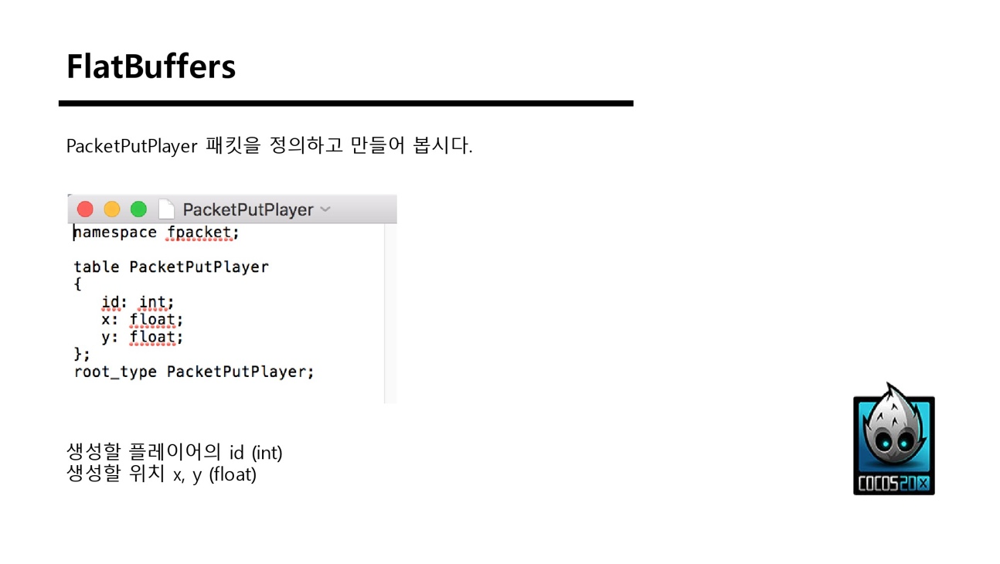 FlatBuffers
PacketPutPlayer 패킷을 정의하고 만들어 봅시다.
PacketPutPlayer
namespace fpacket;
table PacketPutPlayer
{
id: int;
x: float;
y: float;
};
root_type PacketPutPlayer;
생성할 플레이어의 id (int)
생성할 위치 x, y (float)
COCOS2DX